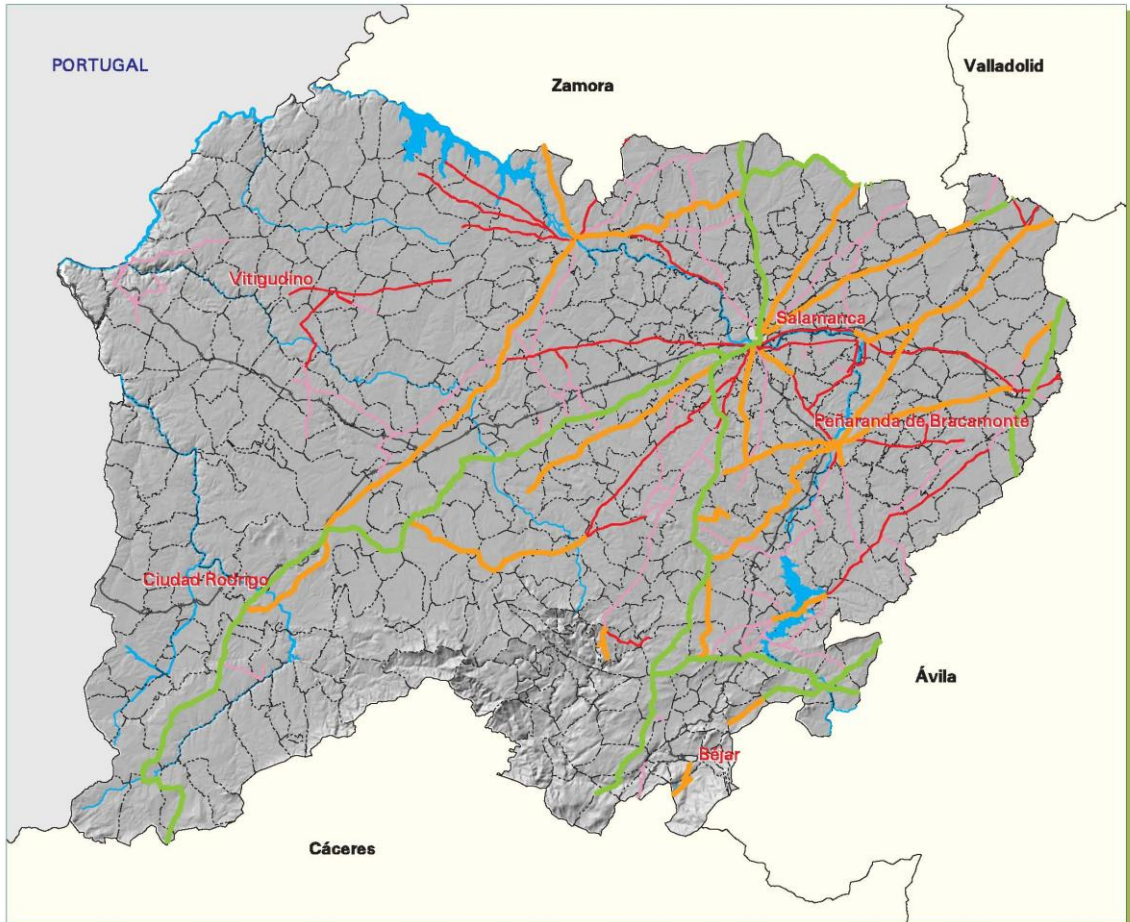 PORTUGAL
Valladolid
Zamora
Vitigudino
Salamanca
Peñaranda de Bracamonte
Ciudad Rodrigo
Ávila
Béjar
Cáceres